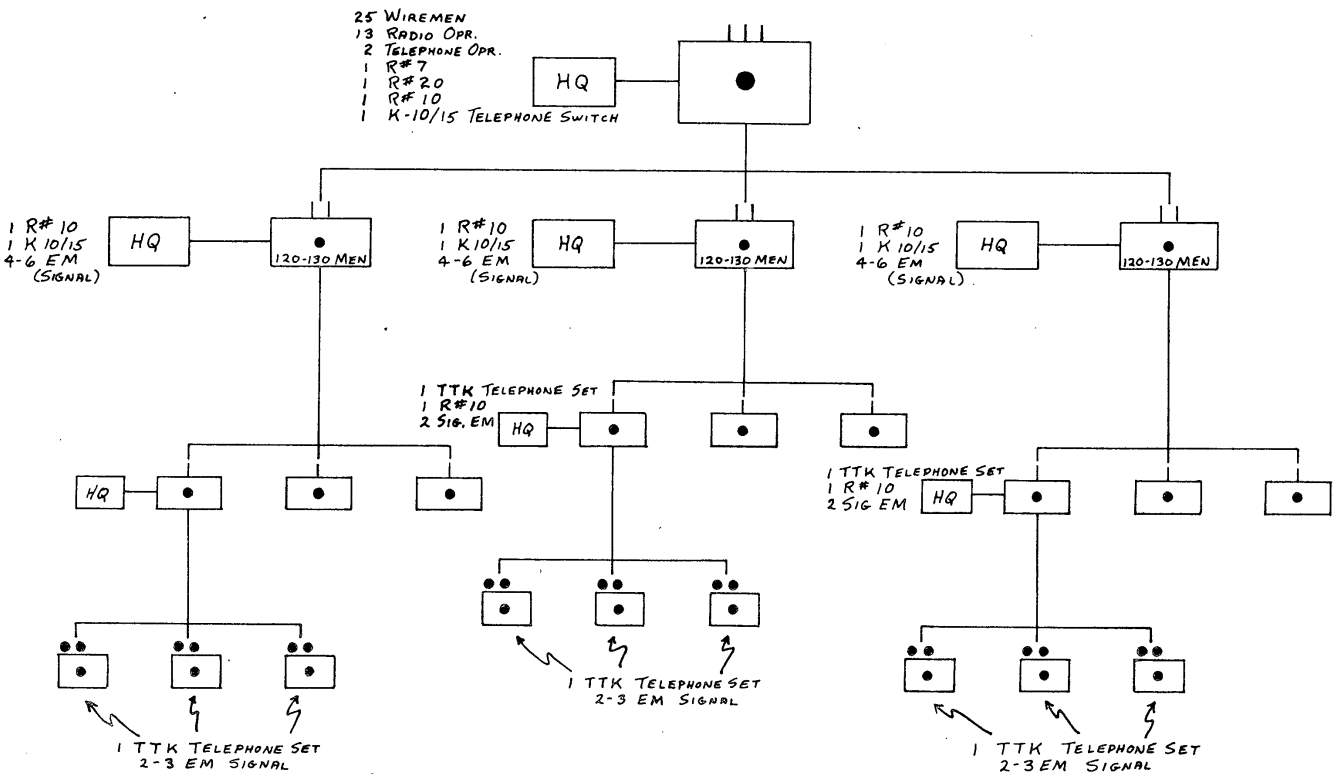 25 WIREMEN
13 RADIO OPR.
2 TELEPHONE OPR.
1 R#7
1 R#20
1 R#10
1 K-10/15 TELEPHONE SWITCH
HQ
1 R#10
1 K 10/15
4-6 EM
(SIGNAL)
HQ
120-130 MEN
1 R#10
1 K 10/15
4-6 EM
(SIGNAL)
HQ
120-130 MEN
1 R#10
1 K 10/15
4-6 EM
(SIGNAL)
HQ
120-130 MEN
1 TTK TELEPHONE SET
1 R#10
2 SIG. EM
HQ
HQ
1 TTK TELEPHONE SET
1 R#10
2 SIG EM
HQ
1 TTK TELEPHONE SET
2-3 EM SIGNAL
1 TTK TELEPHONE SET
2-3 EM SIGNAL
1 TTK TELEPHONE SET
2-3 EM SIGNAL